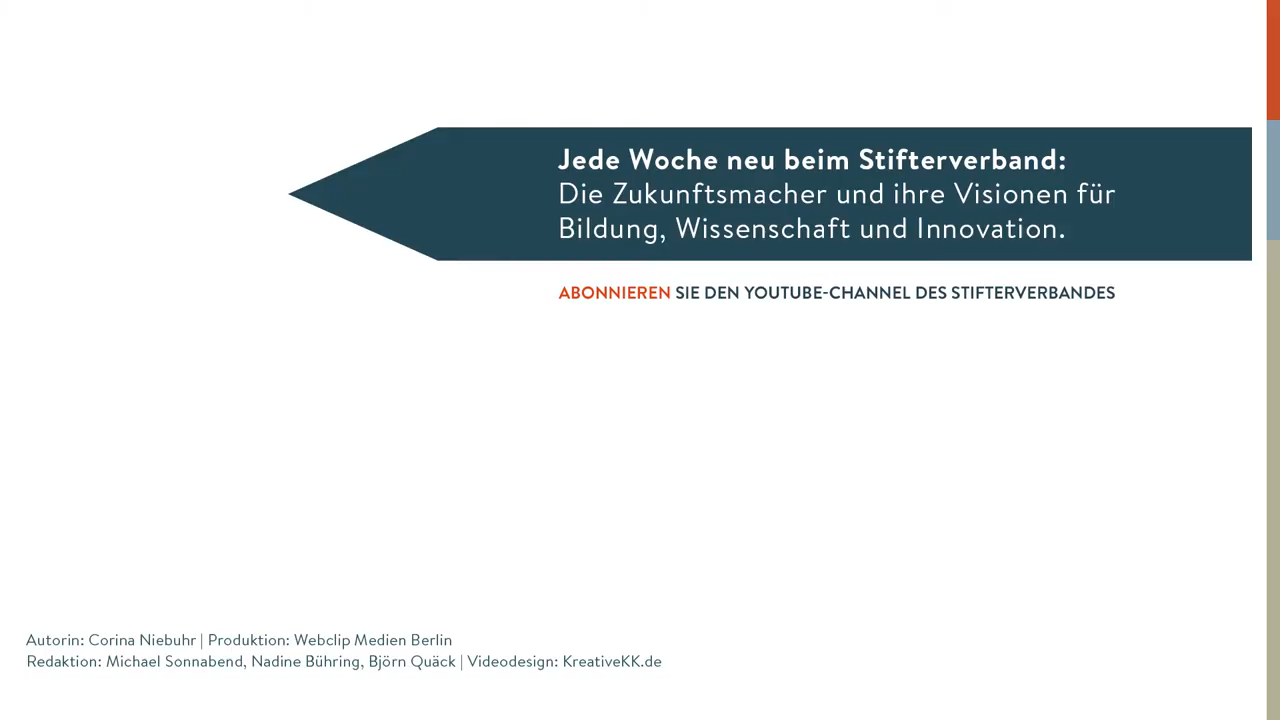 Jede Woche neu beim Stifterverband:
Die Zukunftsmacher und ihre Visionen für
Bildung, Wissenschaft und Innovation.
ABONNIEREN SIE DEN YOUTUBE-CHANNEL DES STIFTERVERBANDES
Autorin: Corina Niebuhr | Produktion: Webclip Medien Berlin
Redaktion: Michael Sonnabend, Nadine Bühring, Björn Quäck | Videodesign: KreativeKK.de